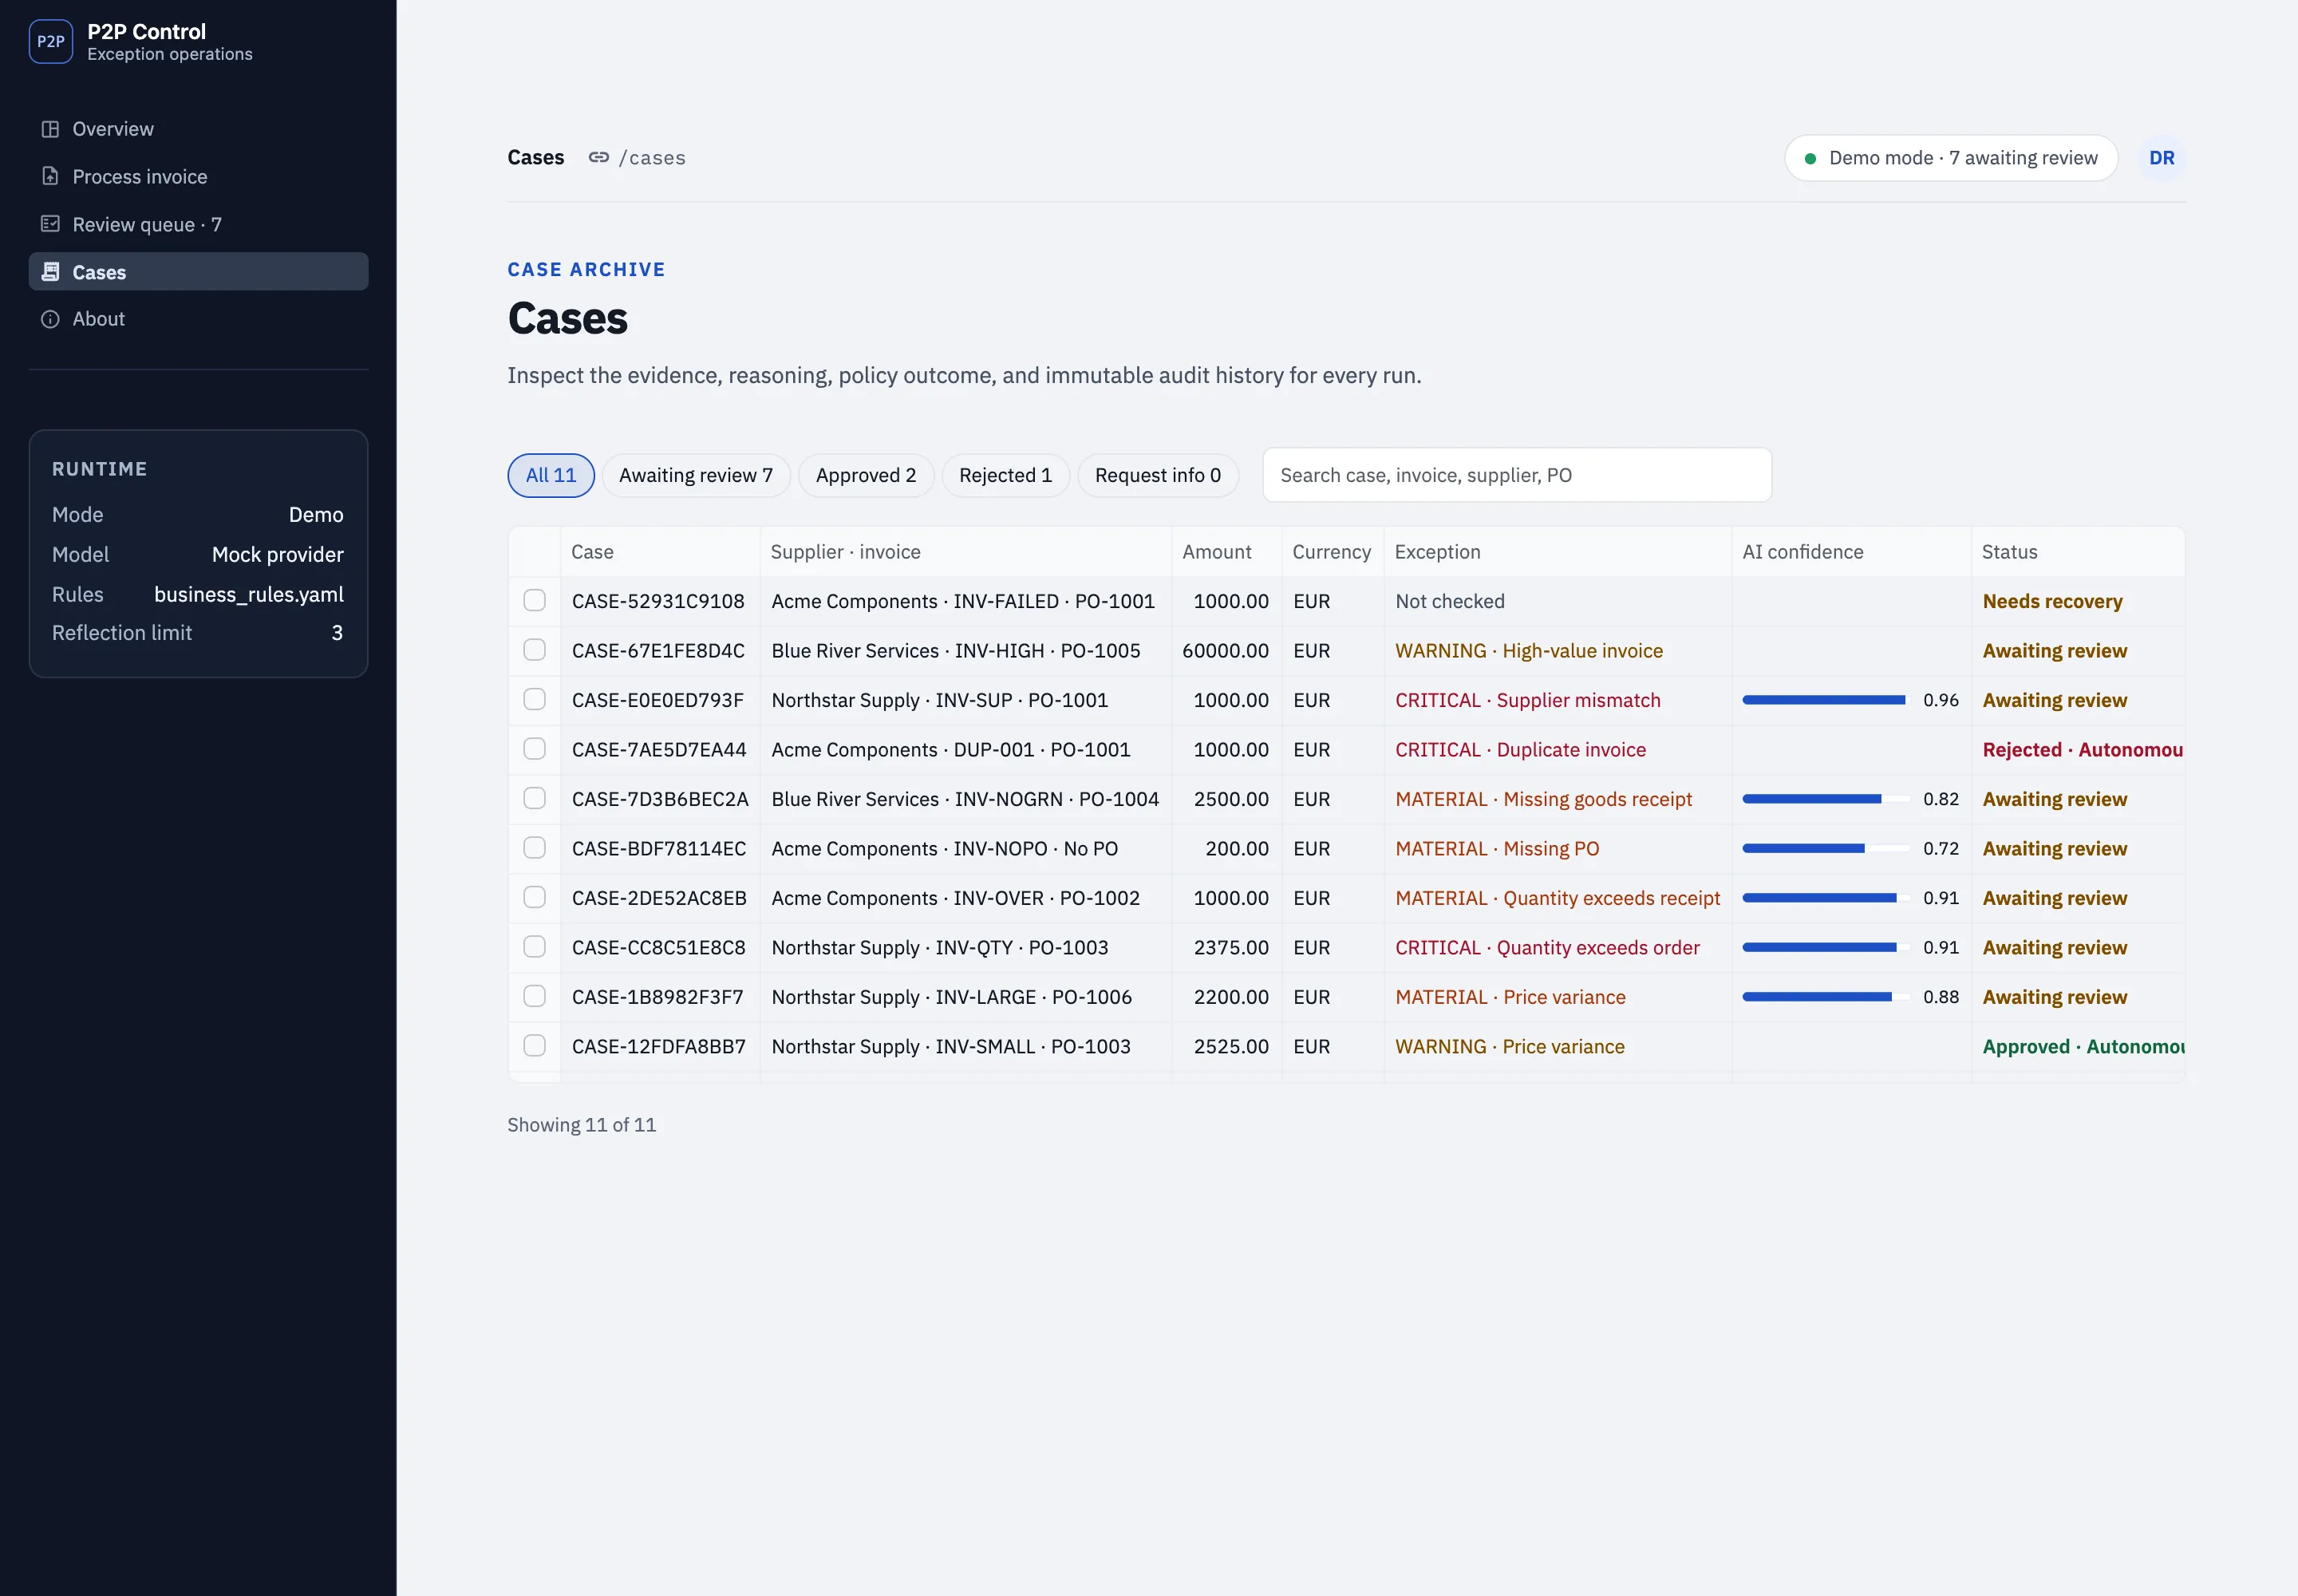 P2P
P2P Control
Exception operations
Overview
Process invoice
Review queue · 7
Cases
About
RUNTIME
Mode Demo
Model Mock provider
Rules business_rules.yaml
Reflection limit 3
Cases /cases
Demo mode · 7 awaiting review DR
CASE ARCHIVE
Cases
Inspect the evidence, reasoning, policy outcome, and immutable audit history for every run.
All 11 Awaiting review 7 Approved 2 Rejected 1 Request info 0 Search case, invoice, supplier, PO
Case Supplier · invoice Amount Currency Exception AI confidence Status
CASE-52931C9108 Acme Components · INV-FAILED · PO-1001 1000.00 EUR Not checked Needs recovery
CASE-67E1FE8D4C Blue River Services · INV-HIGH · PO-1005 60000.00 EUR WARNING · High-value invoice Awaiting review
CASE-E0E0ED793F Northstar Supply · INV-SUP · PO-1001 1000.00 EUR CRITICAL · Supplier mismatch 0.96 Awaiting review
CASE-7AE5D7EA44 Acme Components · DUP-001 · PO-1001 1000.00 EUR CRITICAL · Duplicate invoice Rejected · Autonomou
CASE-7D3B6BEC2A Blue River Services · INV-NOGRN · PO-1004 2500.00 EUR MATERIAL · Missing goods receipt 0.82 Awaiting review
CASE-BDF78114EC Acme Components · INV-NOPO · No PO 200.00 EUR MATERIAL · Missing PO 0.72 Awaiting review
CASE-2DE52AC8EB Acme Components · INV-OVER · PO-1002 1000.00 EUR MATERIAL · Quantity exceeds receipt 0.91 Awaiting review
CASE-CC8C51E8C8 Northstar Supply · INV-QTY · PO-1003 2375.00 EUR CRITICAL · Quantity exceeds order 0.91 Awaiting review
CASE-1B8982F3F7 Northstar Supply · INV-LARGE · PO-1006 2200.00 EUR MATERIAL · Price variance 0.88 Awaiting review
CASE-12FDFA8BB7 Northstar Supply · INV-SMALL · PO-1003 2525.00 EUR WARNING · Price variance Approved · Autonomou
Showing 11 of 11